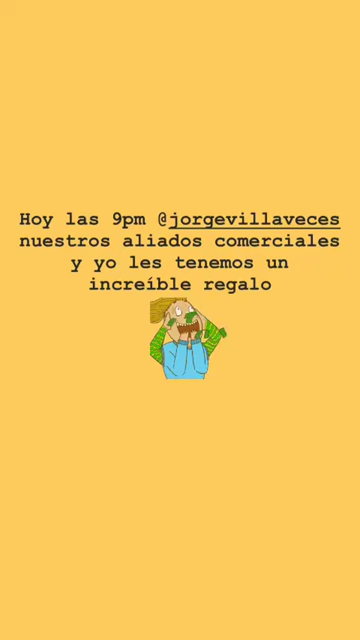 Hoy las 9pm @jorgevillaveces
nuestros aliados comerciales
y yo les tenemos un
increíble regalo